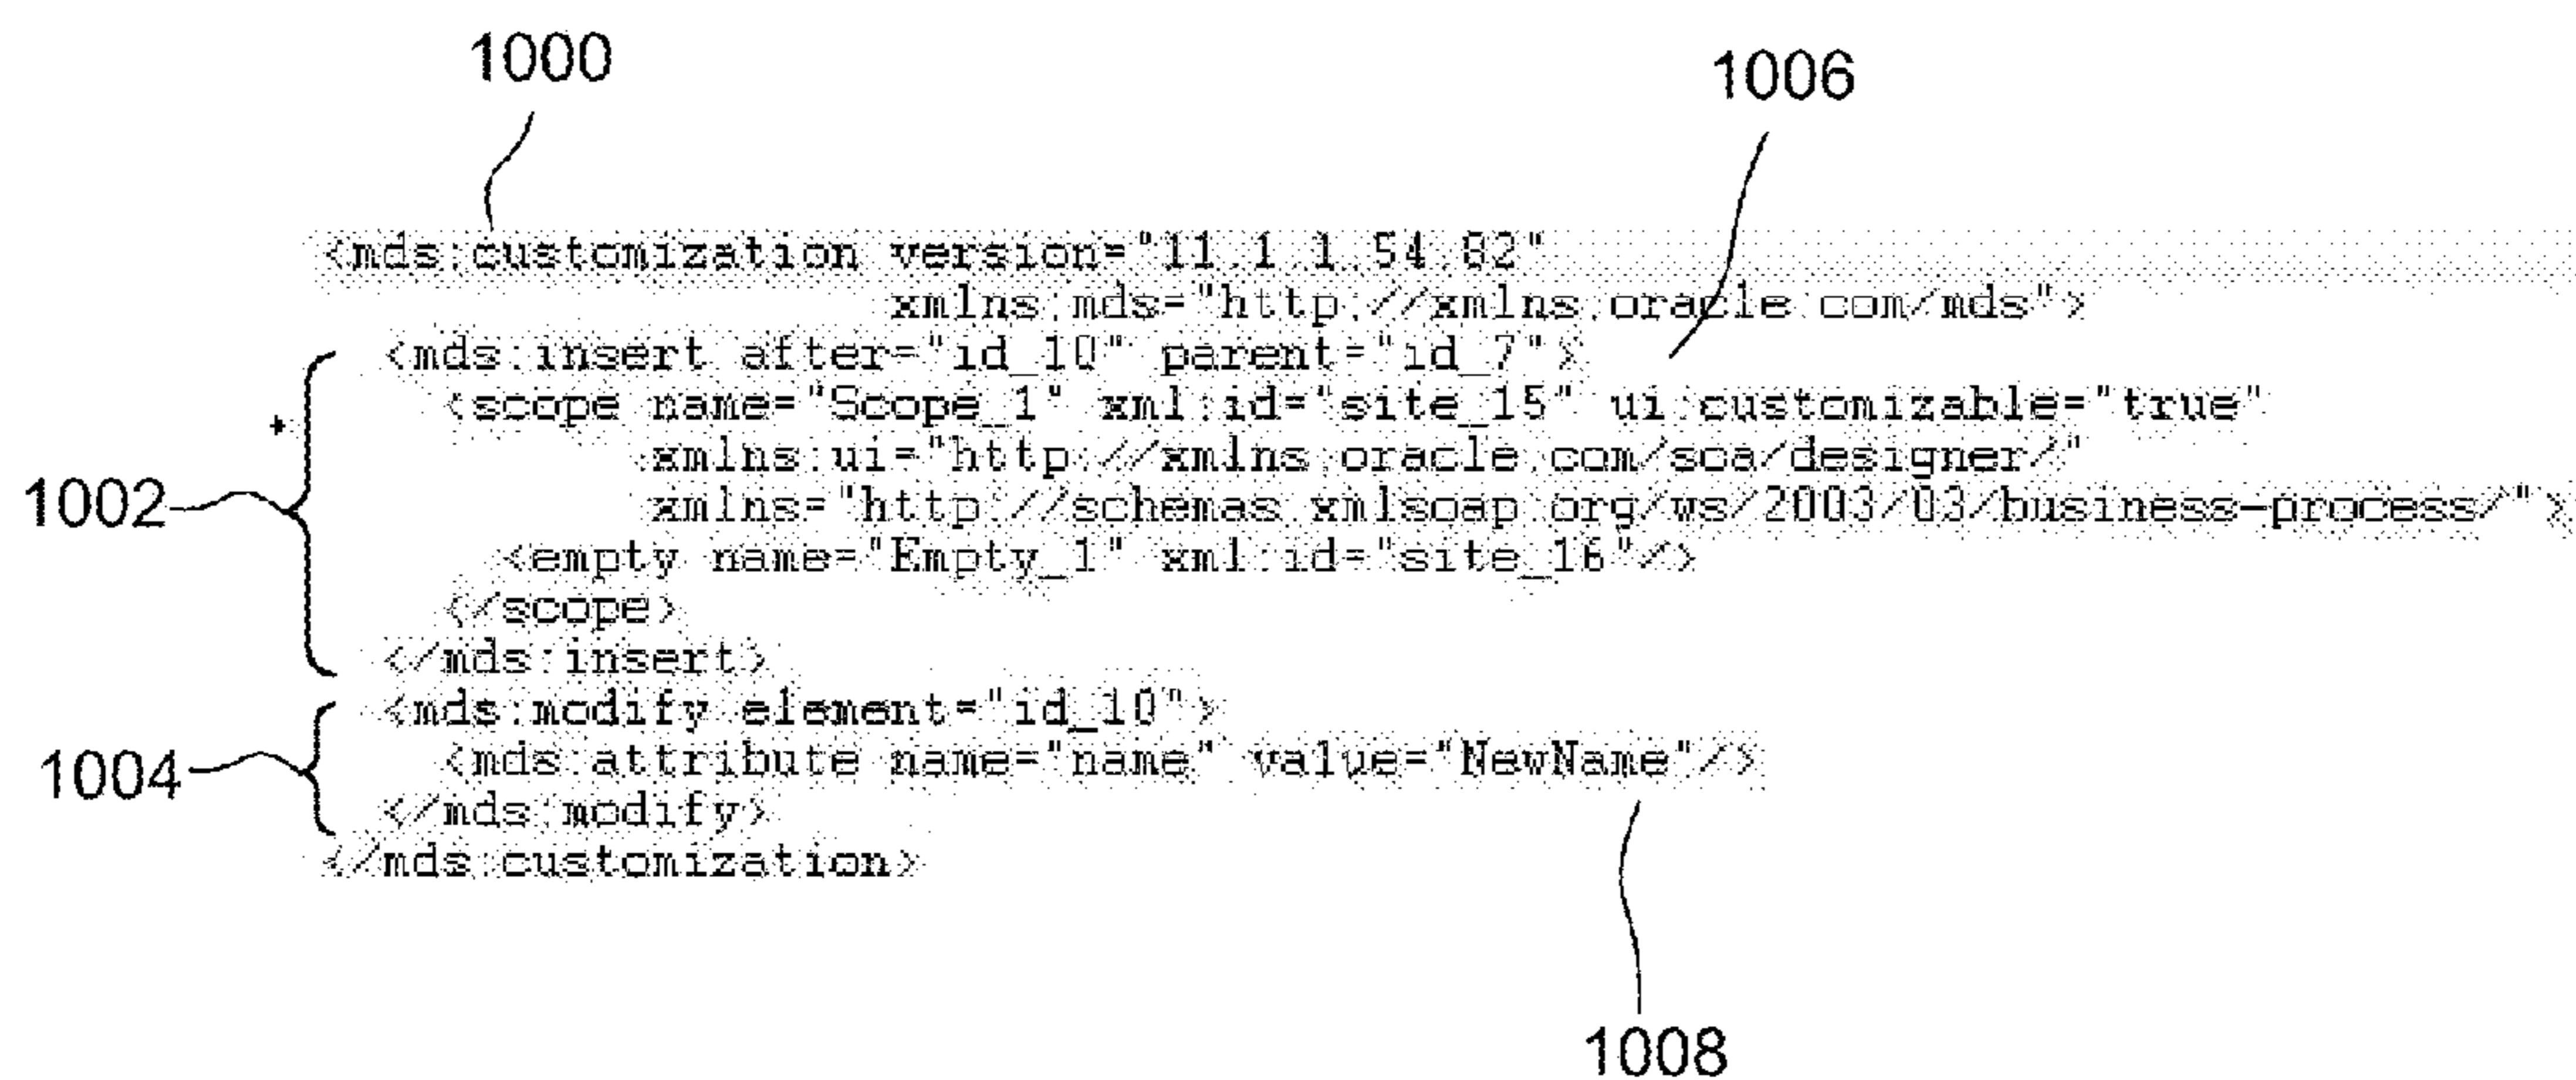 1000
1006
<mds:customization version="11.1.1.54.82"
xmlns:mds="http://xmlns.oracle.com/mds">
<mds:insert after="id_10" parent="id_7">
<scope name="Scope_1" xml:id="site_15" ui:customizable="true"
xmlns:ui="http://xmlns.oracle.com/soa/designer/"
xmlns="http://schemas.xmlsoap.org/ws/2003/03/business-process/">
1002
<empty name="Empty_1" xml:id="site_16"/>
</scope>
</mds:insert>
<mds:modify element="id_10">
<mds:attribute name="name" value="NewName"/>
1004
</mds:modify>
</mds:customization>
1008